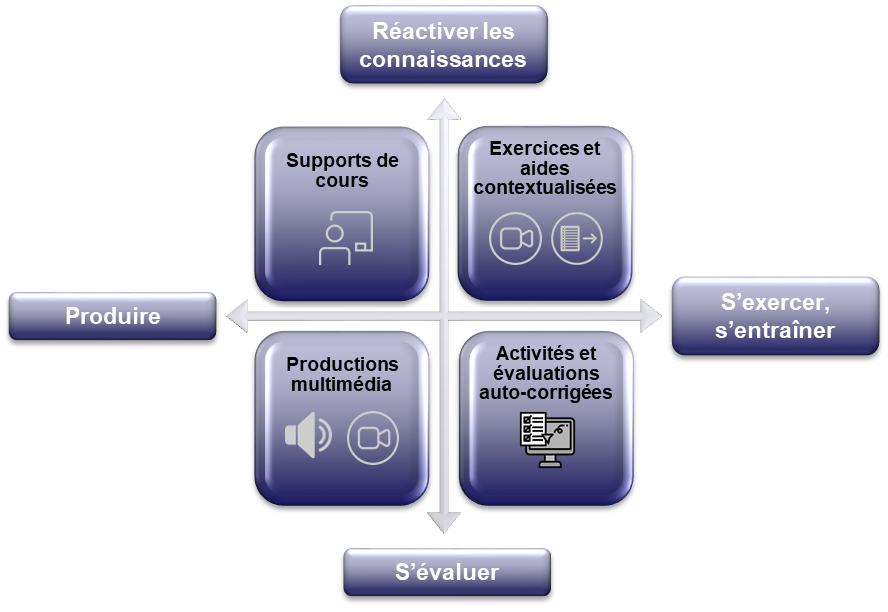 Réactiver les
connaissances
Supports de
cours
Exercices et
aides
contextualisées
Produire
S’exercer,
s’entraîner
Productions
multimédia
Activités et
évaluations
auto-corrigées
S’évaluer